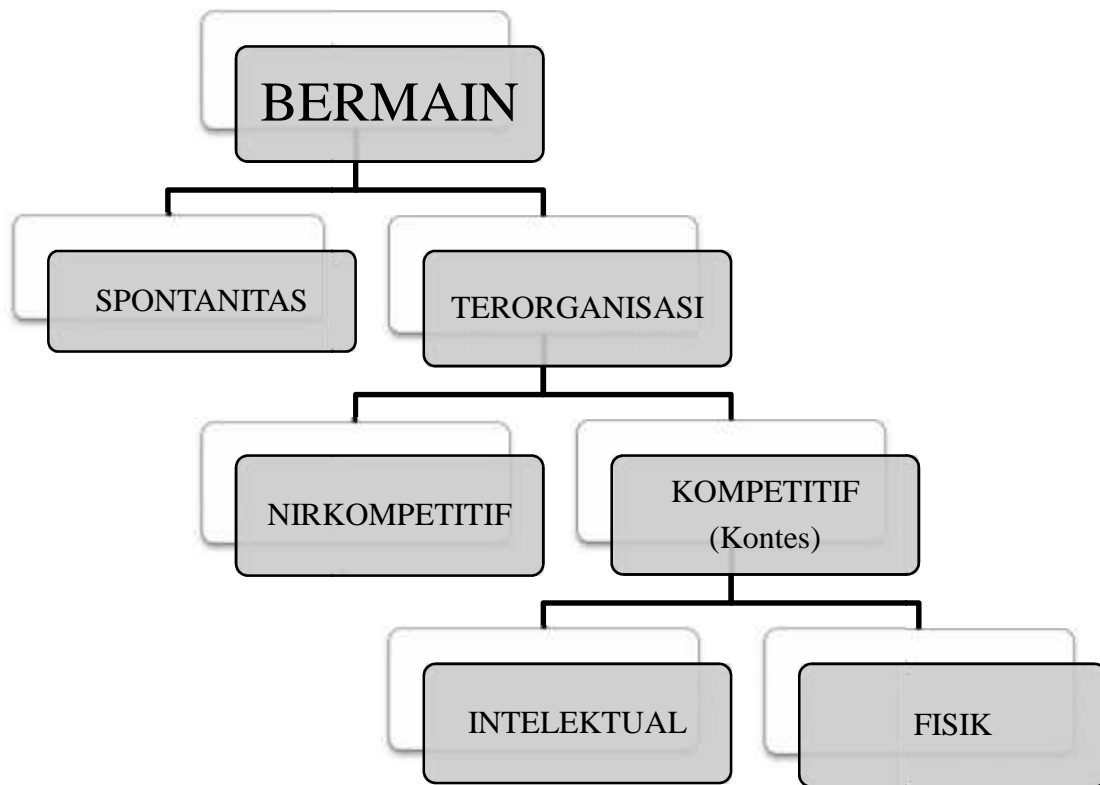 BERMAIN
SPONTANITAS
TERORGANISASI
NIRKOMPETITIF
KOMPETITIF
(Kontes)
INTELEKTUAL
FISIK